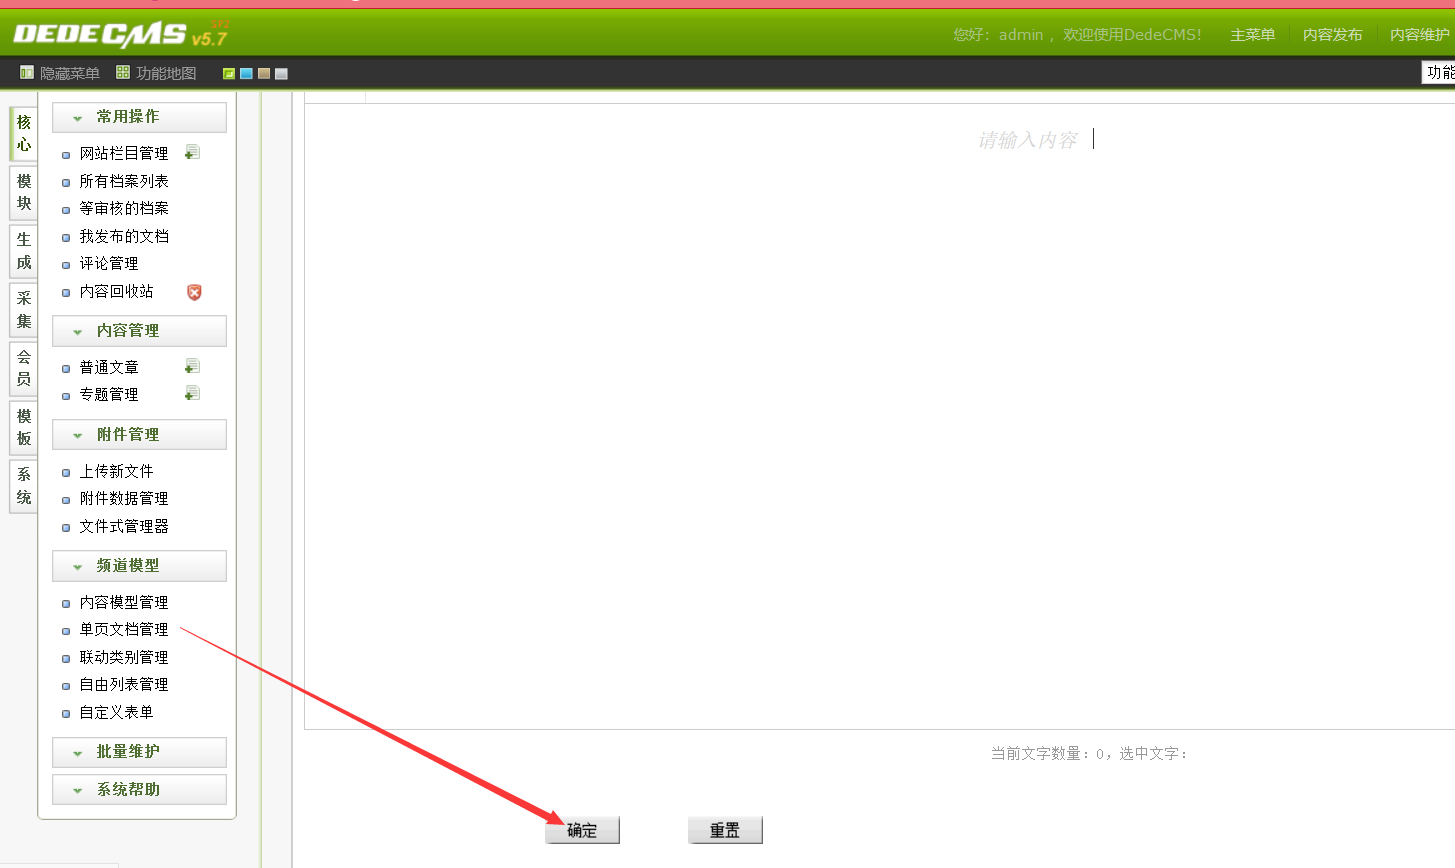 DEDECMS v5.7 SP2
您好：admin ，欢迎使用DedeCMS！ 主菜单 内容发布 内容维护
隐藏菜单 功能地图
功能
核心
模块
生成
采集
会员
模板
系统
常用操作
网站栏目管理
所有档案列表
等审核的档案
我发布的文档
评论管理
内容回收站
内容管理
普通文章
专题管理
附件管理
上传新文件
附件数据管理
文件式管理器
频道模型
内容模型管理
单页文档管理
联动类别管理
自由列表管理
自定义表单
批量维护
系统帮助
请输入内容
当前文字数量：0，选中文字：
确定 重置